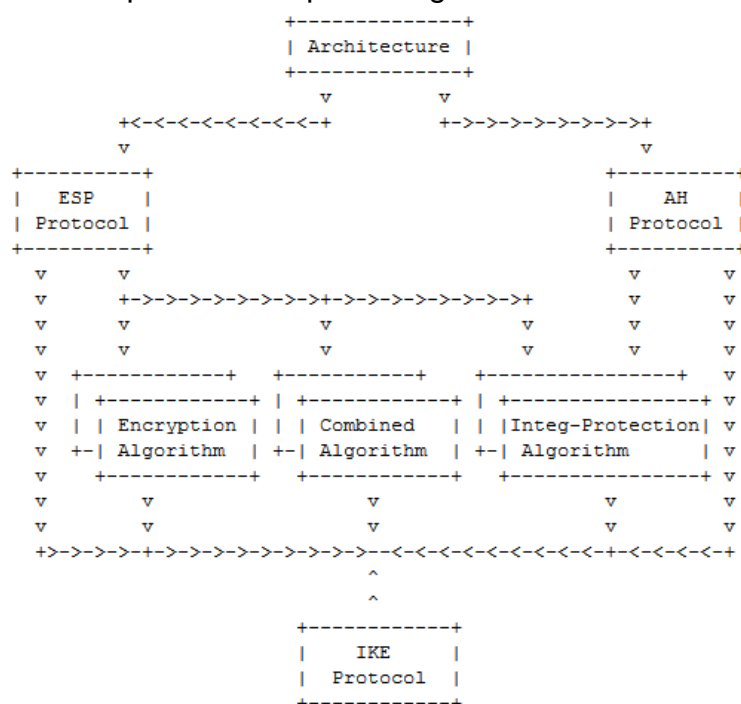 Architecture
ESP
Protocol
AH
Protocol
Encryption
Algorithm
Combined
Algorithm
Integ-Protection
Algorithm
IKE
Protocol